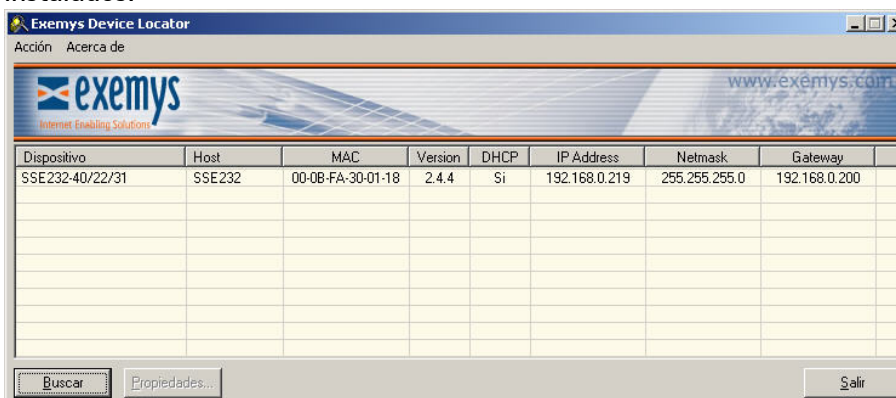 instalados.
Exemys Device Locator
Acción Acerca de
exemys
www.exemys.com
Internet Enabling Solutions
Dispositivo Host MAC Version DHCP IP Address Netmask Gateway
SSE232-40/22/31 SSE232 00-0B-FA-30-01-18 2.4.4 Si 192.168.0.219 255.255.255.0 192.168.0.200
Buscar Propiedades... Salir